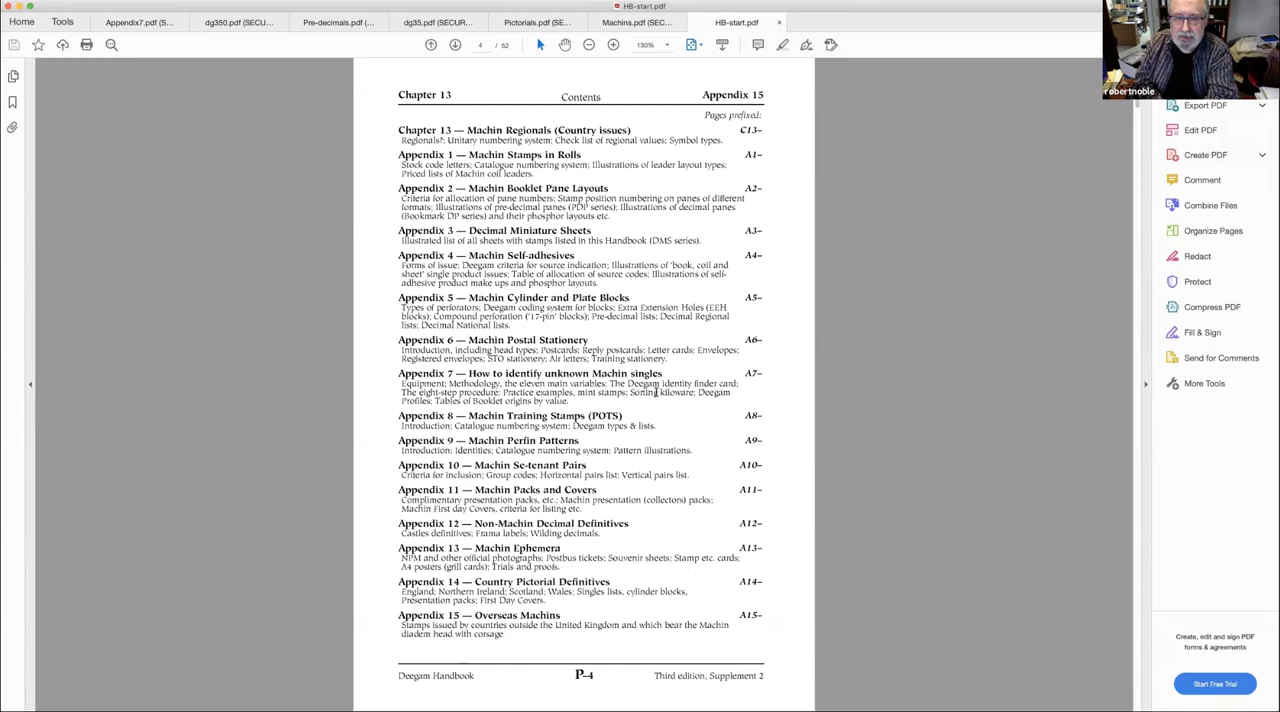 HB-start.pdf
Home
Tools
Appendix7.pdf (S...
dg350.pdf (SECU...
Pre-decimals.pdf (...
dg35.pdf (SECUR...
Pictorials.pdf (SE...
Machins.pdf (SEC...
HB-start.pdf
×
4 / 52
130%
robertnoble
Chapter 13
Contents
Appendix 15
Pages prefixed:
Chapter 13 — Machin Regionals (Country issues) C13–
Regionals?; Unitary numbering system; Check list of regional values; Symbol types.
Appendix 1 — Machin Stamps in Rolls A1–
Stock code letters; Catalogue numbering system; Illustrations of leader layout types;
Priced lists of Machin coil leaders.
Appendix 2 — Machin Booklet Pane Layouts A2–
Criteria for allocation of pane numbers; Stamp position numbering on panes of different
formats; Illustrations of pre-decimal panes (PDP series); Illustrations of decimal panes
(Bookmark DP series) and their phosphor layouts etc.
Appendix 3 — Decimal Miniature Sheets A3–
Illustrated list of all sheets with stamps listed in this Handbook (DMS series).
Appendix 4 — Machin Self-adhesives A4–
Forms of issue; Deegam criteria for source indication; Illustrations of 'book, coil and
sheet' single product issues; Table of allocation of source codes; Illustrations of self-
adhesive product make ups and phosphor layouts.
Appendix 5 — Machin Cylinder and Plate Blocks A5–
Types of perforators; Deegam coding system for blocks; Extra Extension Holes (EEH
blocks); Compound perforation ('17-pin' blocks); Pre-decimal lists; Decimal Regional
lists; Decimal National lists.
Appendix 6 — Machin Postal Stationery A6–
Introduction, including head types; Postcards; Reply postcards; Letter cards; Envelopes;
Registered envelopes; STO stationery; Air letters; Training stationery.
Appendix 7 — How to identify unknown Machin singles A7–
Equipment; Methodology, the eleven main variables; The Deegam identity finder card;
The eight-step procedure; Practice examples, mint stamps; Sorting kiloware; Deegam
Profiles; Tables of Booklet origins by value.
Appendix 8 — Machin Training Stamps (POTS) A8–
Introduction; Catalogue numbering system; Deegam types & lists.
Appendix 9 — Machin Perfin Patterns A9–
Introduction; Identities; Catalogue numbering system; Pattern illustrations.
Appendix 10 — Machin Se-tenant Pairs A10–
Criteria for inclusion; Group codes; Horizontal pairs list; Vertical pairs list.
Appendix 11 — Machin Packs and Covers A11–
Complimentary presentation packs, etc.; Machin presentation (collectors) packs;
Machin First day Covers, criteria for listing etc.
Appendix 12 — Non-Machin Decimal Definitives A12–
Castles definitives; Frama labels; Wilding decimals.
Appendix 13 — Machin Ephemera A13–
NPM and other official photographs; Postbus tickets; Souvenir sheets; Stamp etc. cards;
A4 posters (grill cards); Trials and proofs.
Appendix 14 — Country Pictorial Definitives A14–
England; Northern Ireland; Scotland; Wales; Singles lists, cylinder blocks,
Presentation packs; First Day Covers.
Appendix 15 — Overseas Machins A15–
Stamps issued by countries outside the United Kingdom and which bear the Machin
diadem head with corsage
Deegam Handbook
P–4
Third edition, Supplement 2
Export PDF
Edit PDF
Create PDF
Comment
Combine Files
Organize Pages
Redact
Protect
Compress PDF
Fill & Sign
Send for Comments
More Tools
Create, edit and sign PDF
forms & agreements
Start Free Trial